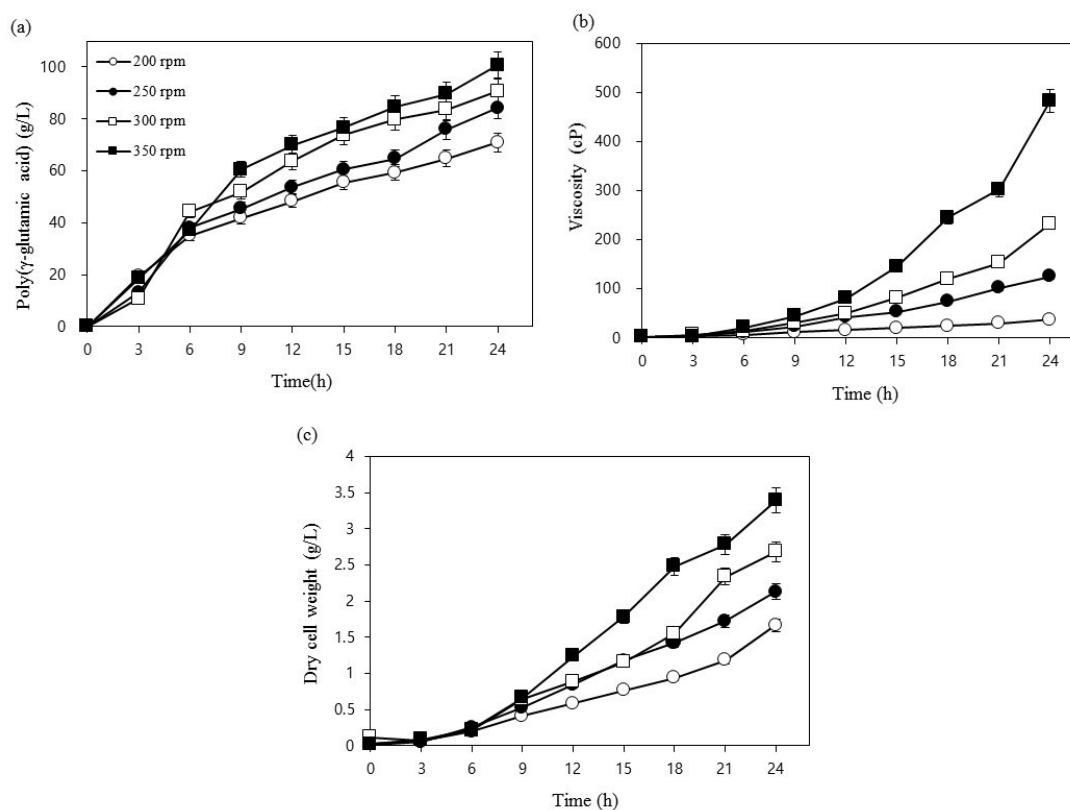 (a)
100
80
60
40
20
0
Poly(γ-glutamic acid) (g/L)
200 rpm
250 rpm
300 rpm
350 rpm
0 3 6 9 12 15 18 21 24
Time(h)
(b)
600
500
400
300
200
100
0
Viscosity (cP)
0 3 6 9 12 15 18 21 24
Time (h)
(c)
4
3.5
3
2.5
2
1.5
1
0.5
0
Dry cell weight (g/L)
0 3 6 9 12 15 18 21 24
Time (h)